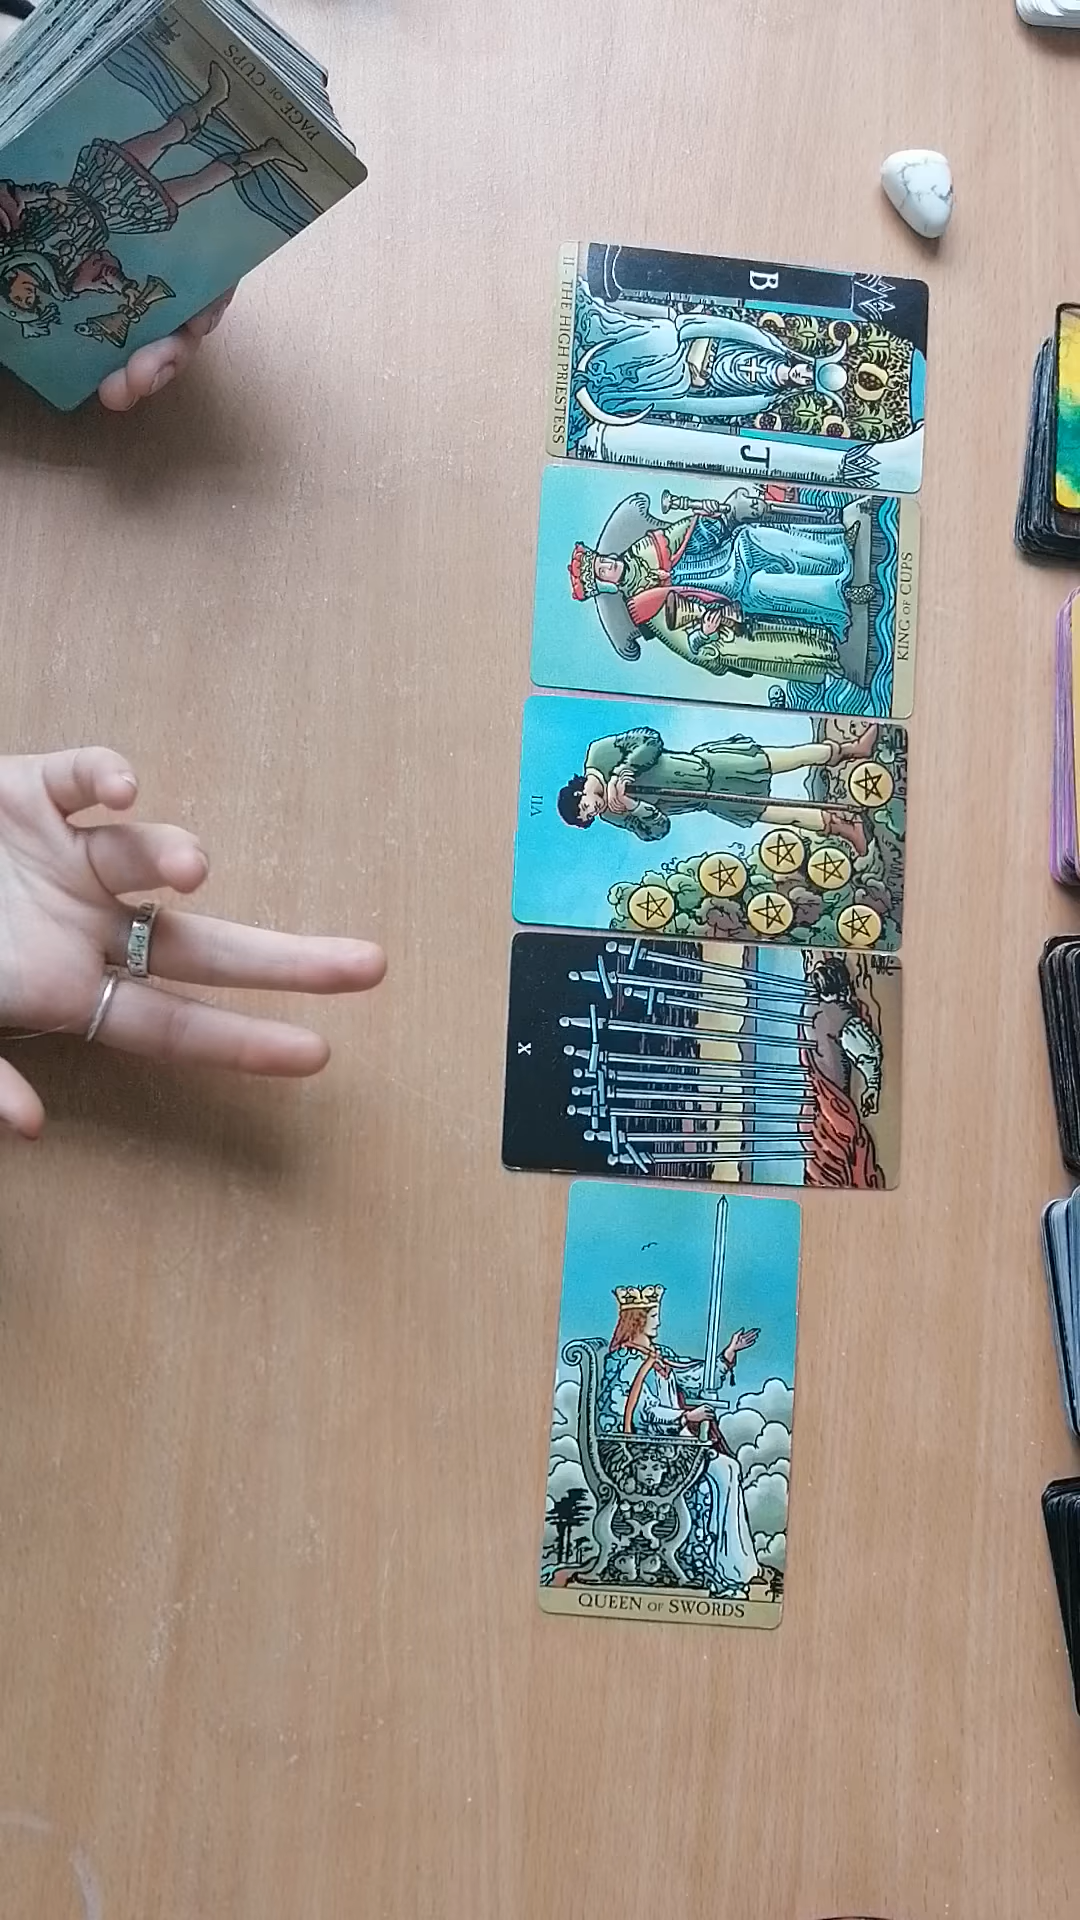 PAGE OF CUPS
B
J
II · THE HIGH PRIESTESS
KING OF CUPS
VII
X
QUEEN OF SWORDS